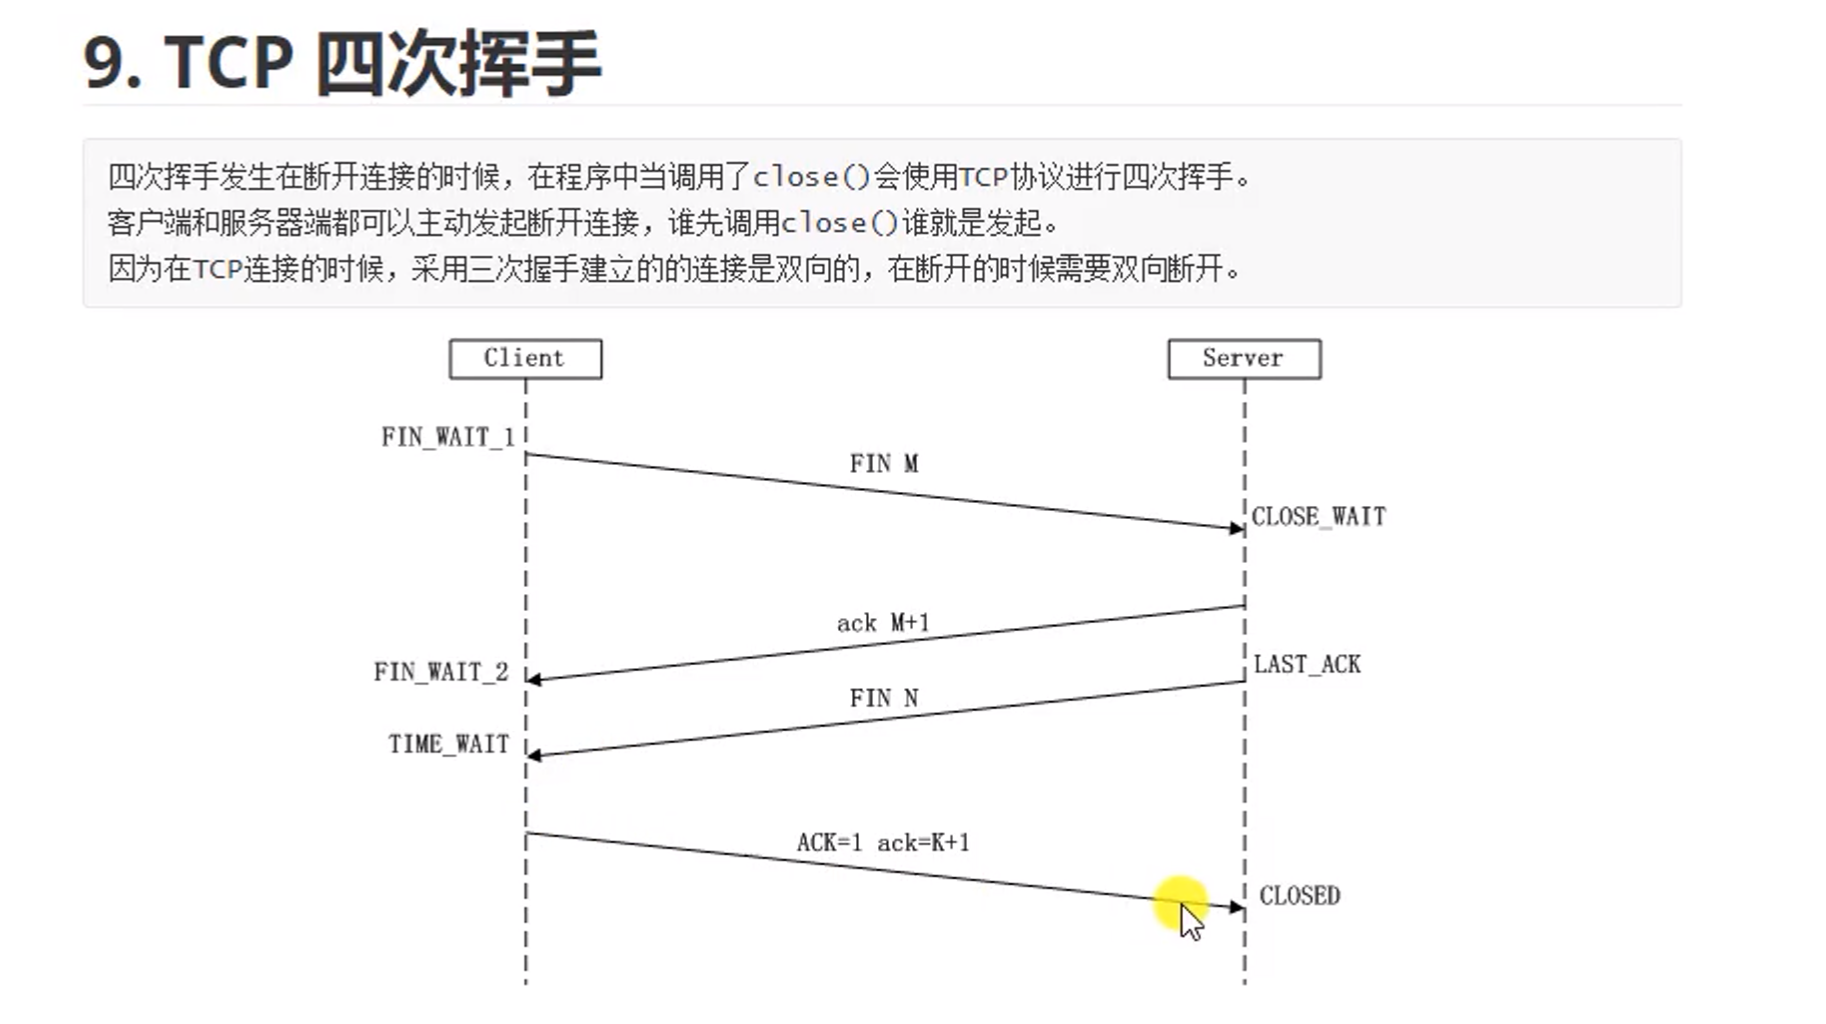 9. TCP 四次挥手
四次挥手发生在断开连接的时候，在程序中当调用了close()会使用TCP协议进行四次挥手。
客户端和服务器端都可以主动发起断开连接，谁先调用close()谁就是发起。
因为在TCP连接的时候，采用三次握手建立的的连接是双向的，在断开的时候需要双向断开。
Client
Server
FIN_WAIT_1
FIN M
CLOSE_WAIT
ack M+1
FIN_WAIT_2
LAST_ACK
FIN N
TIME_WAIT
ACK=1 ack=K+1
CLOSED